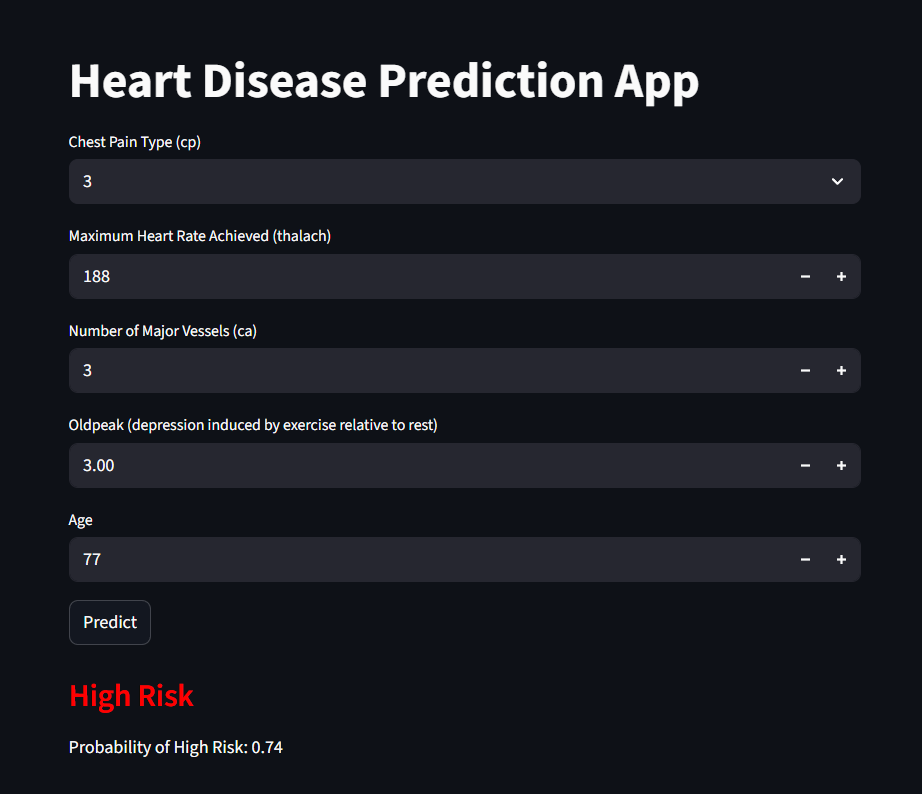 Heart Disease Prediction App
Chest Pain Type (cp)
3
Maximum Heart Rate Achieved (thalach)
188
Number of Major Vessels (ca)
3
Oldpeak (depression induced by exercise relative to rest)
3.00
Age
77
Predict
High Risk
Probability of High Risk: 0.74